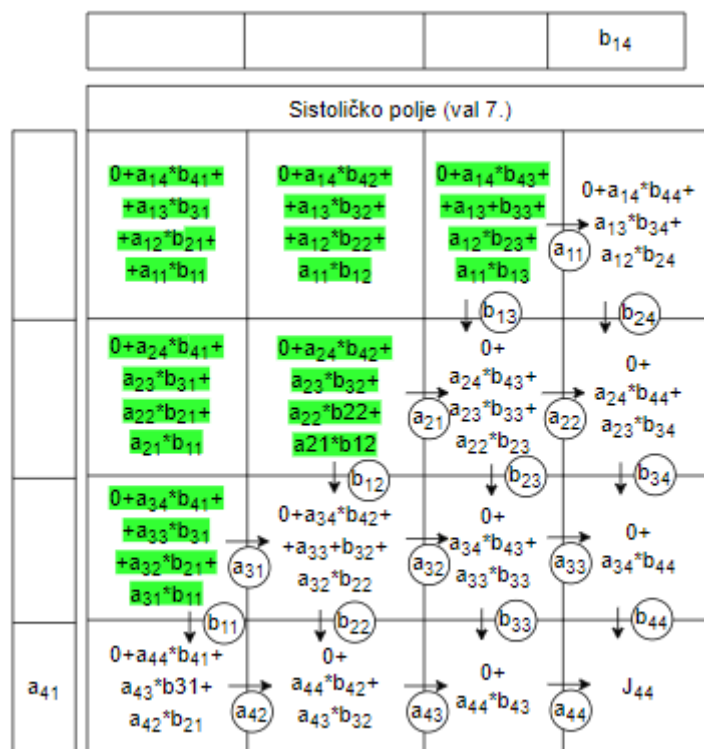 b14
Sistoličko polje (val 7.)
0+a14*b41+
+a13*b31
+a12*b21+
+a11*b11
0+a14*b42+
+a13*b32+
+a12*b22+
a11*b12
0+a14*b43+
+a13+b33+
a12*b23+
a11*b13
a11
0+a14*b44+
a13*b34+
a12*b24
b13
b24
0+a24*b41+
a23*b31+
a22*b21+
a21*b11
0+a24*b42+
a23*b32+
a22*b22+
a21*b12
a21
0+
a24*b43+
a23*b33+
a22*b23
a22
0+
a24*b44+
a23*b34
b12
b23
b34
0+a34*b41+
+a33*b31
+a32*b21+
a31*b11
a31
0+a34*b42+
+a33+b32+
a32*b22
a32
0+
a34*b43+
a33*b33
a33
0+
a34*b44
b11
b22
b33
b44
a41
0+a44*b41+
a43*b31+
a42*b21
a42
0+
a44*b42+
a43*b32
a43
0+
a44*b43
a44
J44